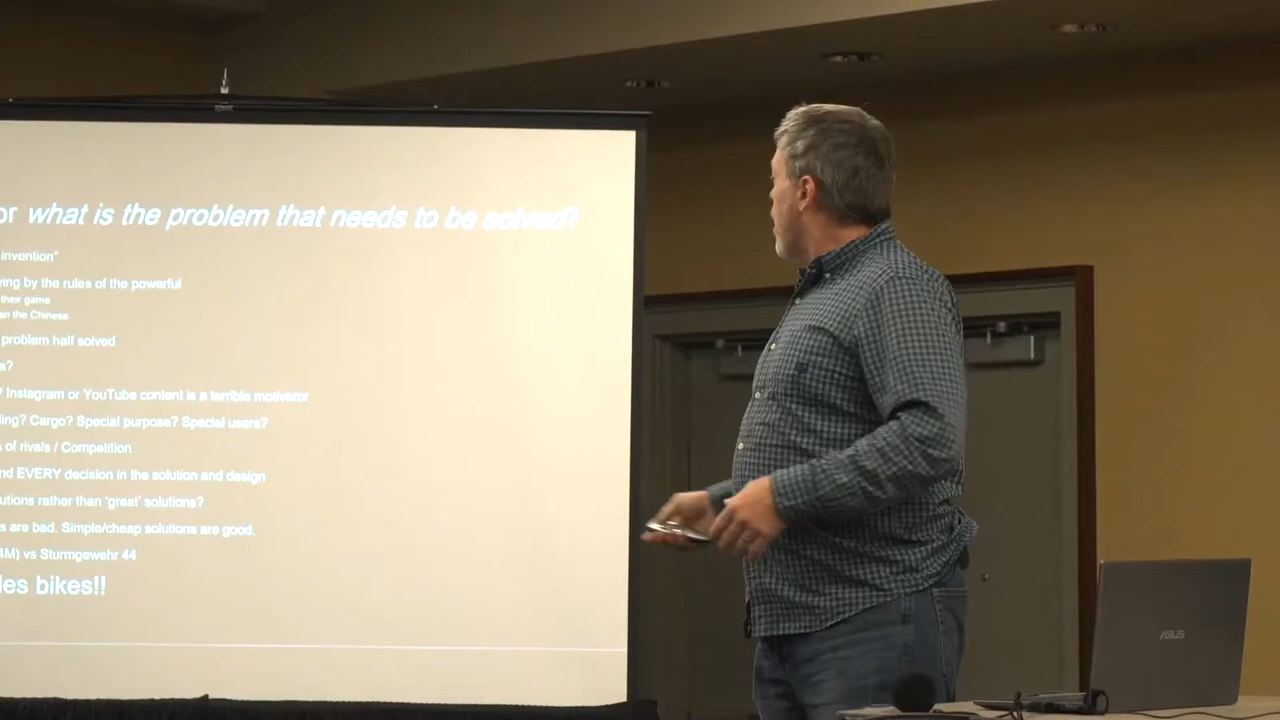 or what is the problem that needs to be solved?
invention"
ying by the rules of the powerful
their game
an the Chinese
problem half solved
s?
? Instagram or YouTube content is a terrible motivator
ling? Cargo? Special purpose? Special users?
s of rivals / Competition
nd EVERY decision in the solution and design
utions rather than 'great' solutions?
s are bad. Simple/cheap solutions are good.
4M) vs Sturmgewehr 44
les bikes!!
ASUS